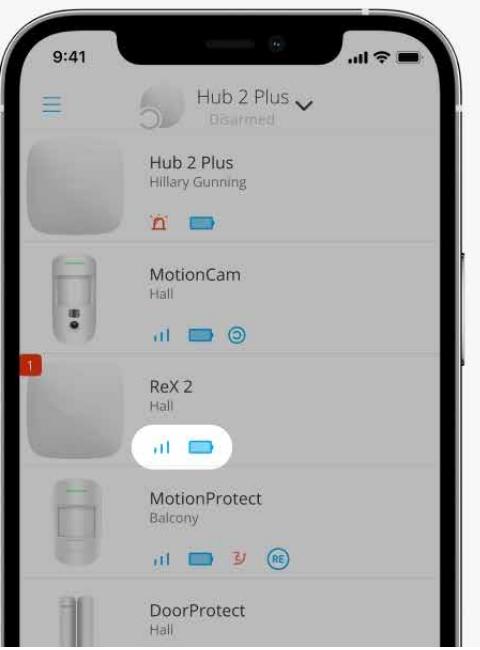 9:41
Hub 2 Plus
Disarmed
Hub 2 Plus
Hillary Gunning
MotionCam
Hall
1
ReX 2
Hall
MotionProtect
Balcony
RE
DoorProtect
Hall